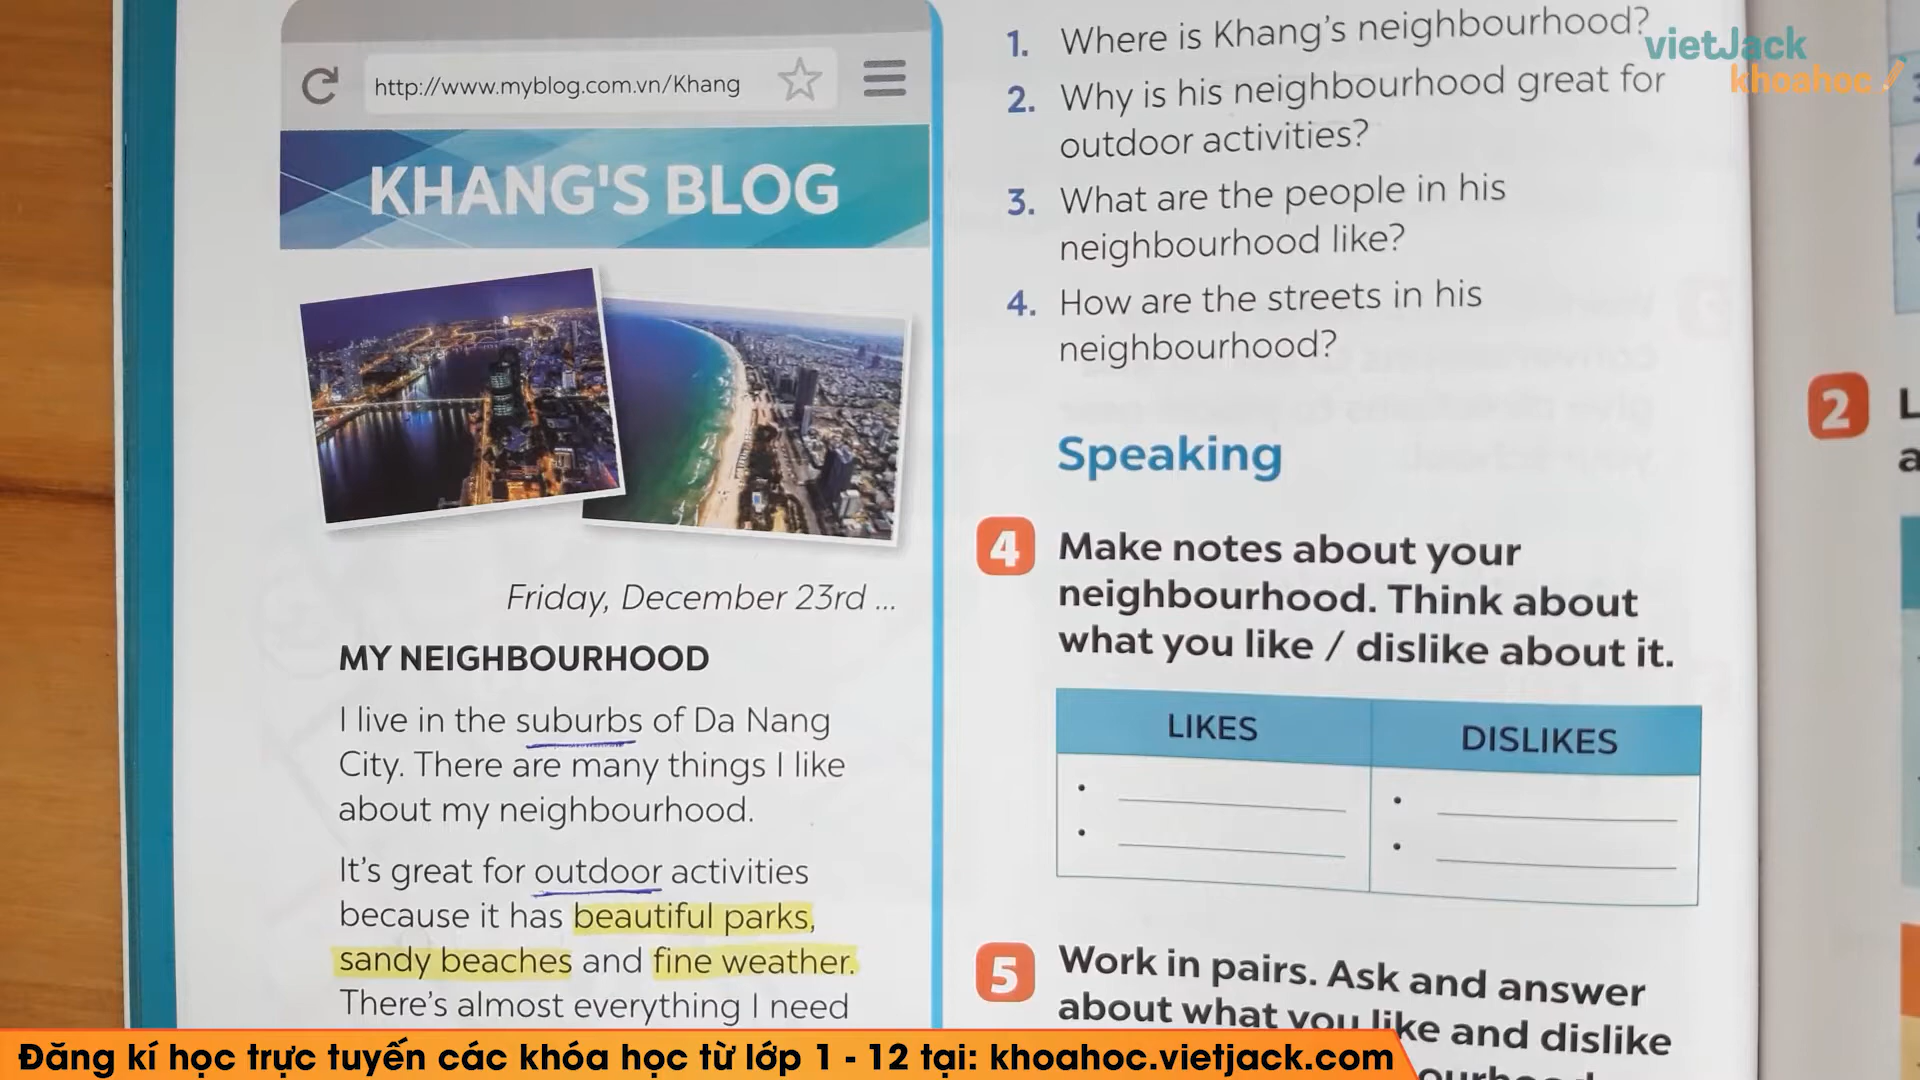 http://www.myblog.com.vn/Khang
KHANG'S BLOG
Friday, December 23rd ...
MY NEIGHBOURHOOD
I live in the suburbs of Da Nang
City. There are many things I like
about my neighbourhood.
It's great for outdoor activities
because it has beautiful parks,
sandy beaches and fine weather.
There's almost everything I need
1. Where is Khang's neighbourhood?
2. Why is his neighbourhood great for
outdoor activities?
3. What are the people in his
neighbourhood like?
4. How are the streets in his
neighbourhood?
Speaking
4 Make notes about your
neighbourhood. Think about
what you like / dislike about it.
LIKES DISLIKES
5 Work in pairs. Ask and answer
about what you like and dislike
2
vietJack
khoahoc
Đăng kí học trực tuyến các khóa học từ lớp 1 - 12 tại: khoahoc.vietjack.com